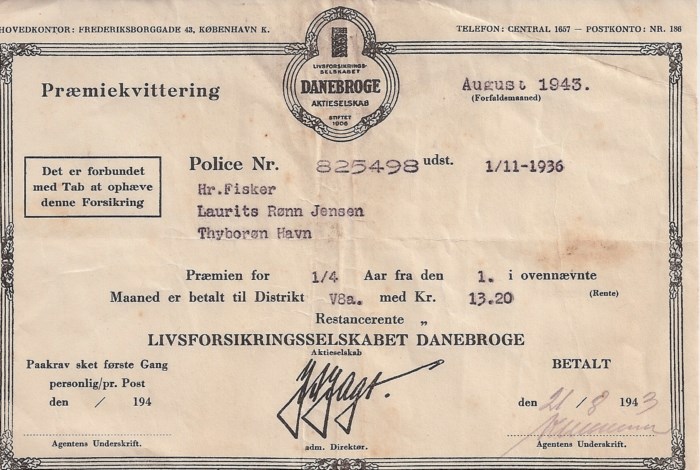 HOVEDKONTOR: FREDERIKSBORGGADE 43, KØBENHAVN K.
TELEFON: CENTRAL 1657 — POSTKONTO: NR. 186
LIVSFORSIKRINGS-
SELSKABET
DANEBROGE
AKTIESELSKAB
STIFTET
1906
Præmiekvittering
August 1943.
(Forfaldsmaaned)
Det er forbundet
med Tab at ophæve
denne Forsikring
Police Nr. 825498 udst. 1/11-1936
Hr.Fisker
Laurits Rønn Jensen
Thyborøn Havn
Præmien for 1/4 Aar fra den 1. i ovennævnte
Maaned er betalt til Distrikt V8a. med Kr. 13.20 (Rente)
Restancerente „
LIVSFORSIKRINGSSELSKABET DANEBROGE
Aktieselskab
Paakrav sket første Gang
personlig/pr. Post
den / 194
Agentens Underskrift.
adm. Direktør.
BETALT
den 21/8 1943
Agentens Underskrift.